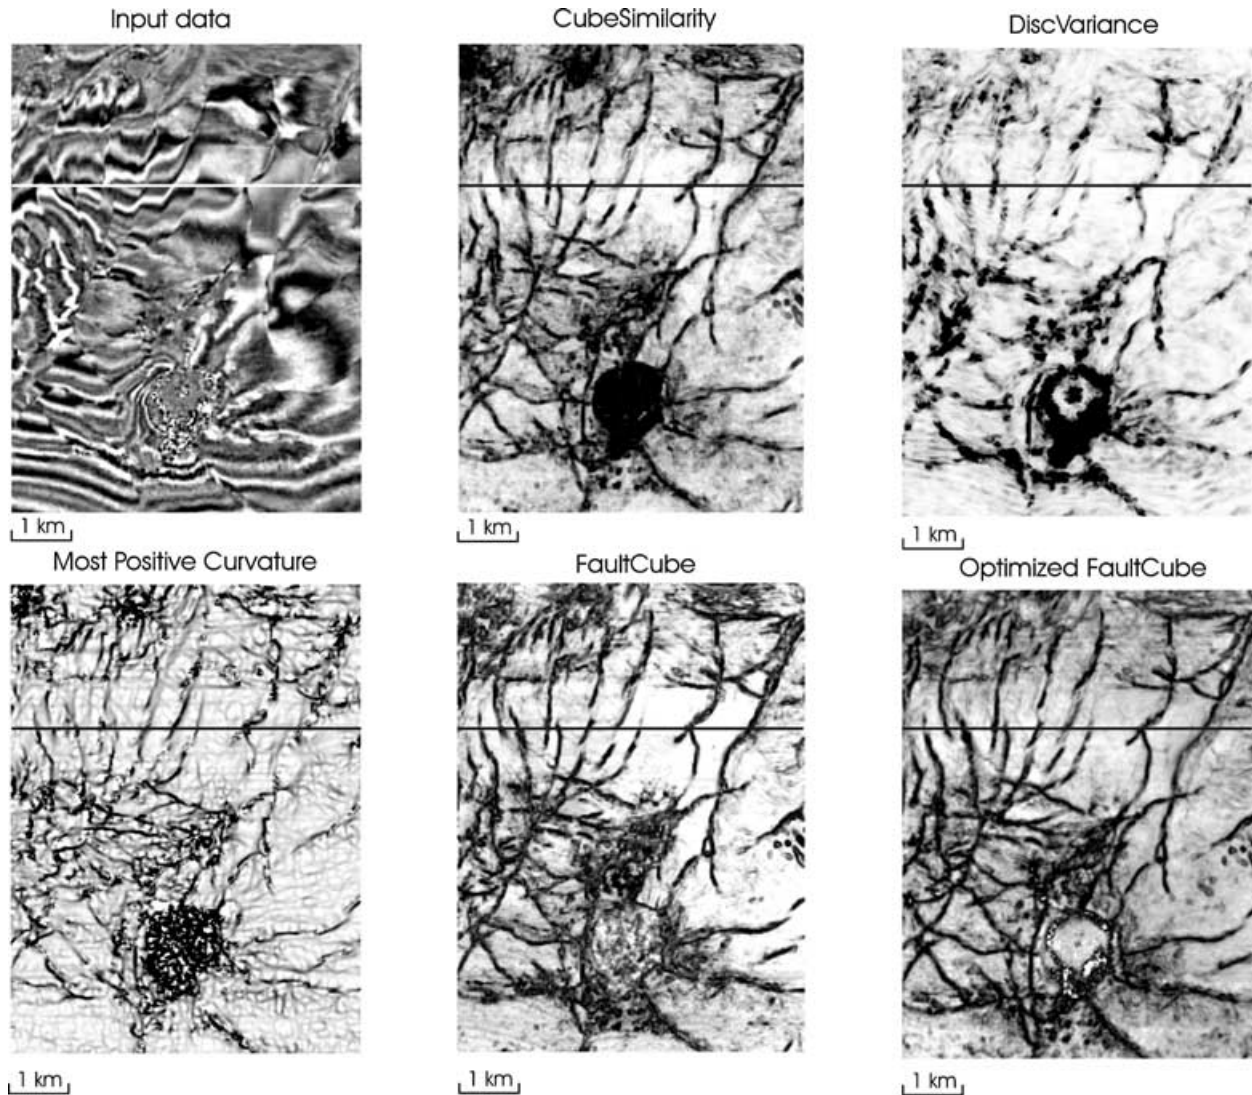 Input data
CubeSimilarity
DiscVariance
1 km
1 km
1 km
Most Positive Curvature
FaultCube
Optimized FaultCube
1 km
1 km
1 km